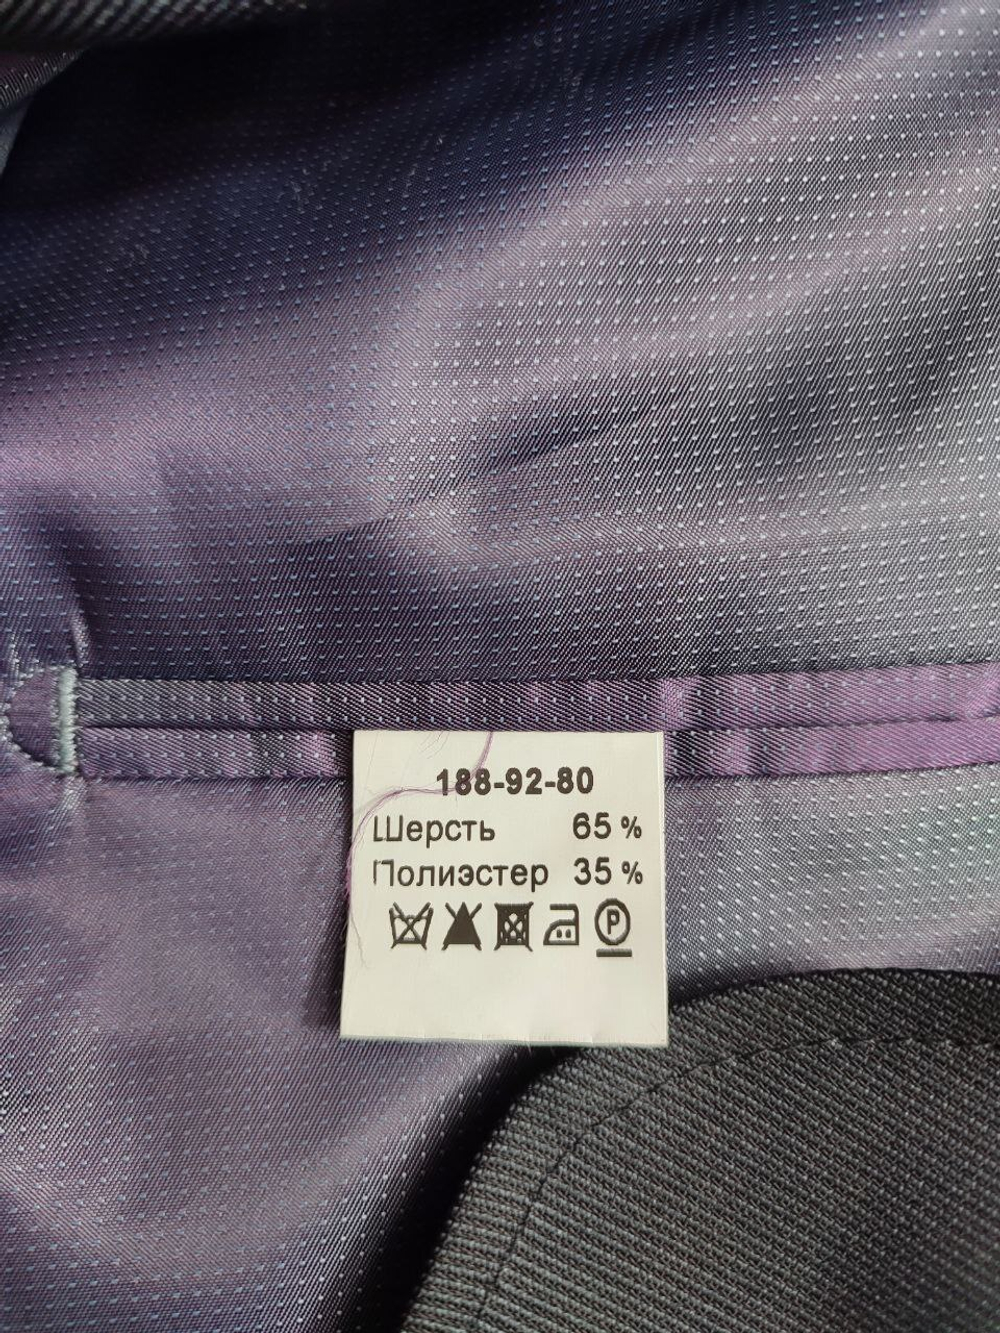 188-92-80
Шерсть 65 %
Полиэстер 35 %
P